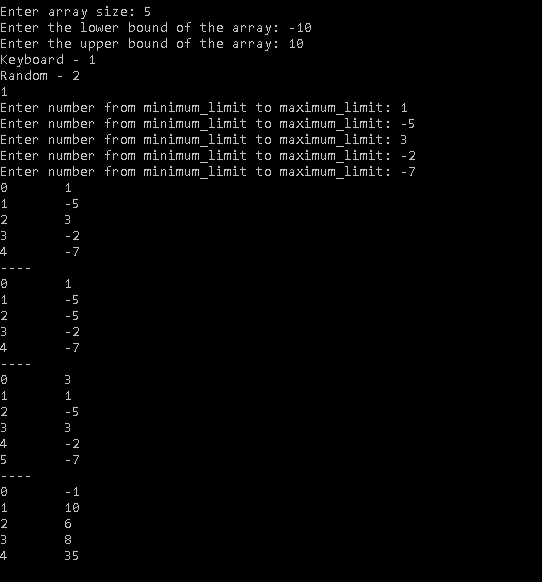 Enter array size: 5
Enter the lower bound of the array: -10
Enter the upper bound of the array: 10
Keyboard - 1
Random - 2
1
Enter number from minimum_limit to maximum_limit: 1
Enter number from minimum_limit to maximum_limit: -5
Enter number from minimum_limit to maximum_limit: 3
Enter number from minimum_limit to maximum_limit: -2
Enter number from minimum_limit to maximum_limit: -7
0       1
1       -5
2       3
3       -2
4       -7
----
0       1
1       -5
2       -5
3       -2
4       -7
----
0       3
1       1
2       -5
3       3
4       -2
5       -7
----
0       -1
1       10
2       6
3       8
4       35